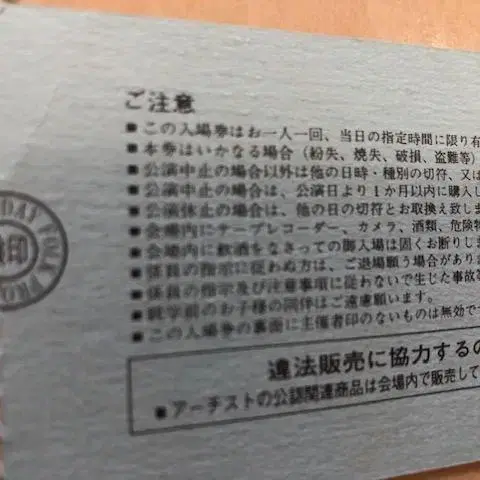 ご注意
■この入場券はお一人一回、当日の指定時間に限り有
■本券はいかなる場合(紛失、焼失、破損、盗難等)
■公演中止の場合以外は他の日時・種別の切符、又は
■公演中止の場合は、公演日より1か月以内に購入し
■公演休止の場合は、他の日の切符とお取換え致しま
■会場内にテープレコーダー、カメラ、酒類、危険物
■会場内に飲酒をなさっての御入場は固くお断りしま
■係員の指示に従わぬ方は、ご退場願う場合があり
■係員の指示及び注意事項に従わないで生じた事故等
■就学前のお子様の同伴はご遠慮願います。
■この入場券の裏面に主催者印のないものは無効で
DAY FOLK PRO
印
違法販売に協力するの
■アーチストの公認関連商品は会場内で販売して